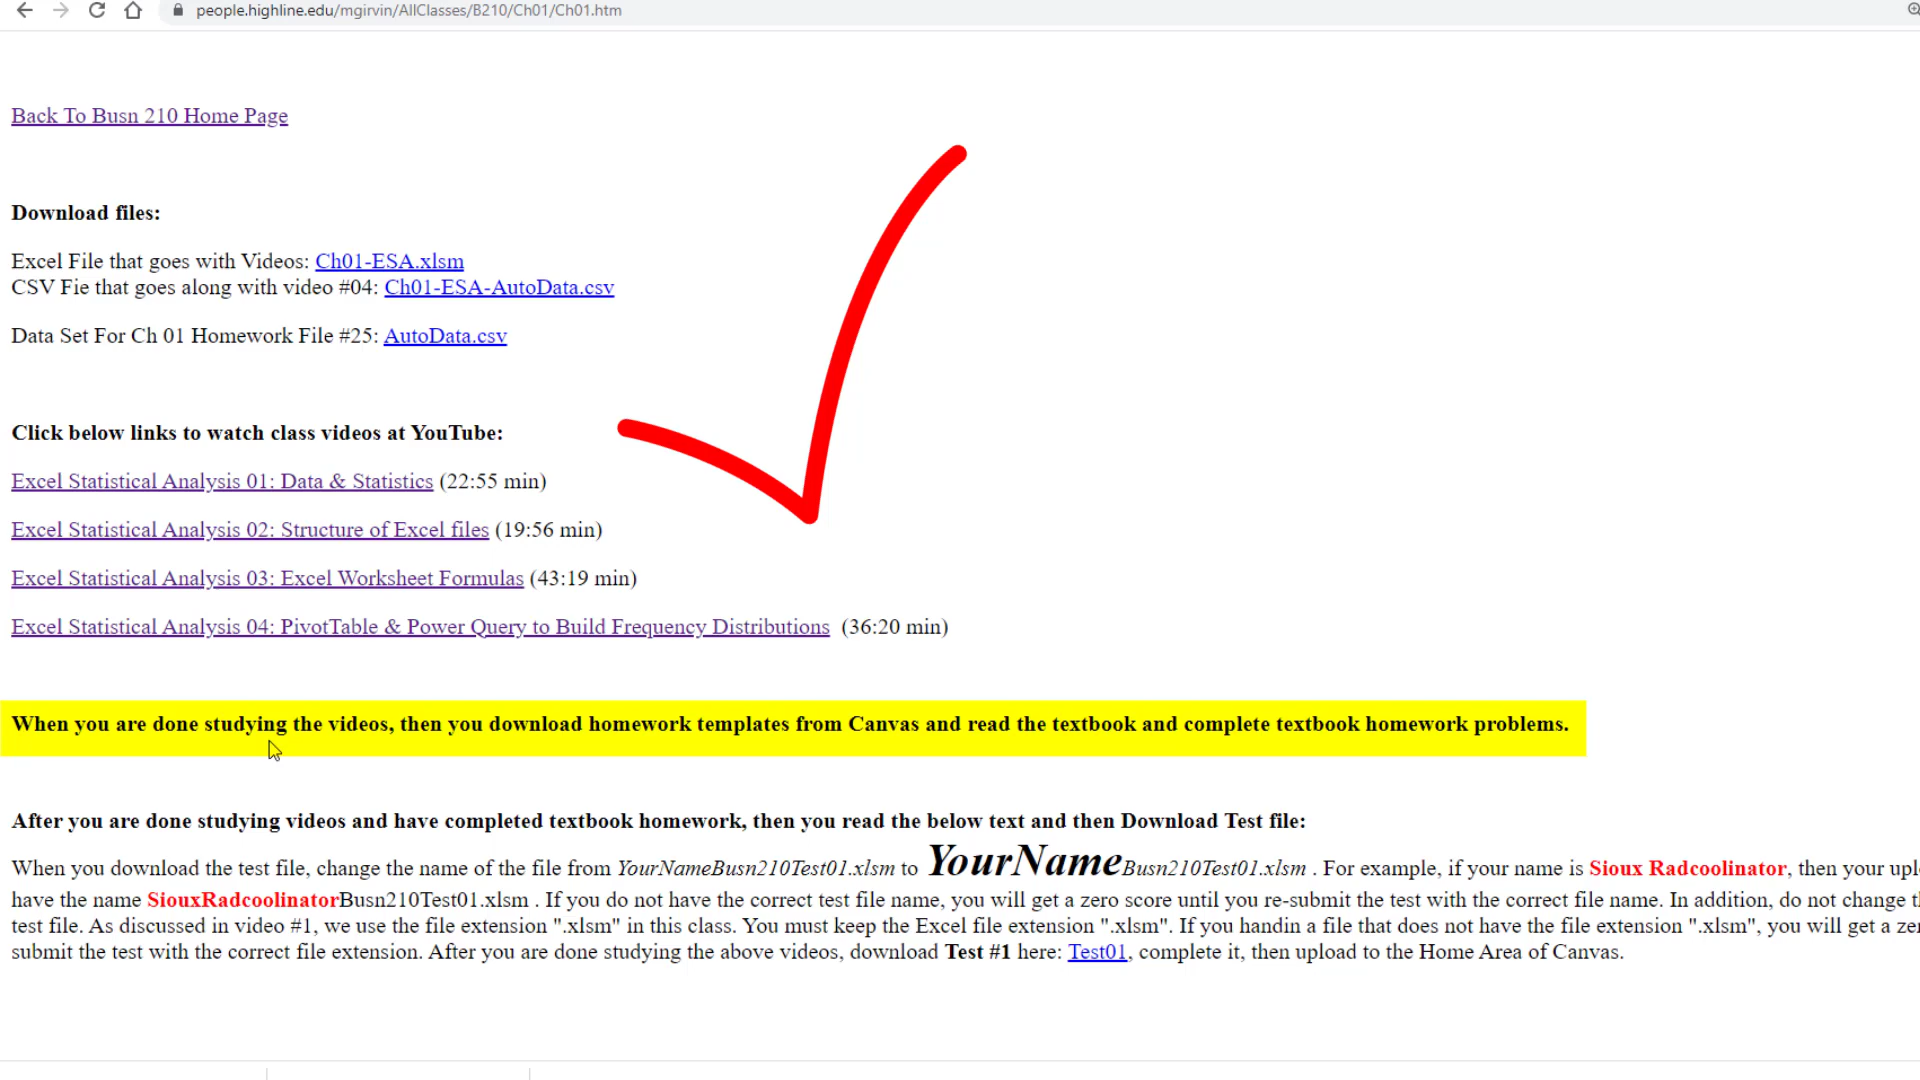 people.highline.edu/mgirvin/AllClasses/B210/Ch01/Ch01.htm
Back To Busn 210 Home Page
Download files:
Excel File that goes with Videos: Ch01-ESA.xlsm
CSV Fie that goes along with video #04: Ch01-ESA-AutoData.csv
Data Set For Ch 01 Homework File #25: AutoData.csv
Click below links to watch class videos at YouTube:
Excel Statistical Analysis 01: Data & Statistics (22:55 min)
Excel Statistical Analysis 02: Structure of Excel files (19:56 min)
Excel Statistical Analysis 03: Excel Worksheet Formulas (43:19 min)
Excel Statistical Analysis 04: PivotTable & Power Query to Build Frequency Distributions (36:20 min)
When you are done studying the videos, then you download homework templates from Canvas and read the textbook and complete textbook homework problems.
After you are done studying videos and have completed textbook homework, then you read the below text and then Download Test file:
When you download the test file, change the name of the file from YourNameBusn210Test01.xlsm to YourNameBusn210Test01.xlsm . For example, if your name is Sioux Radcoolinator, then your upl
have the name SiouxRadcoolinatorBusn210Test01.xlsm . If you do not have the correct test file name, you will get a zero score until you re-submit the test with the correct file name. In addition, do not change t
test file. As discussed in video #1, we use the file extension ".xlsm" in this class. You must keep the Excel file extension ".xlsm". If you handin a file that does not have the file extension ".xlsm", you will get a ze
submit the test with the correct file extension. After you are done studying the above videos, download Test #1 here: Test01, complete it, then upload to the Home Area of Canvas.